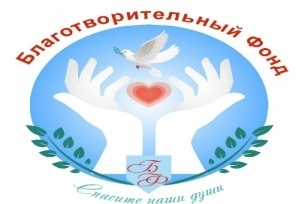 Благотворительный фонд
БФ
Спасите наши души